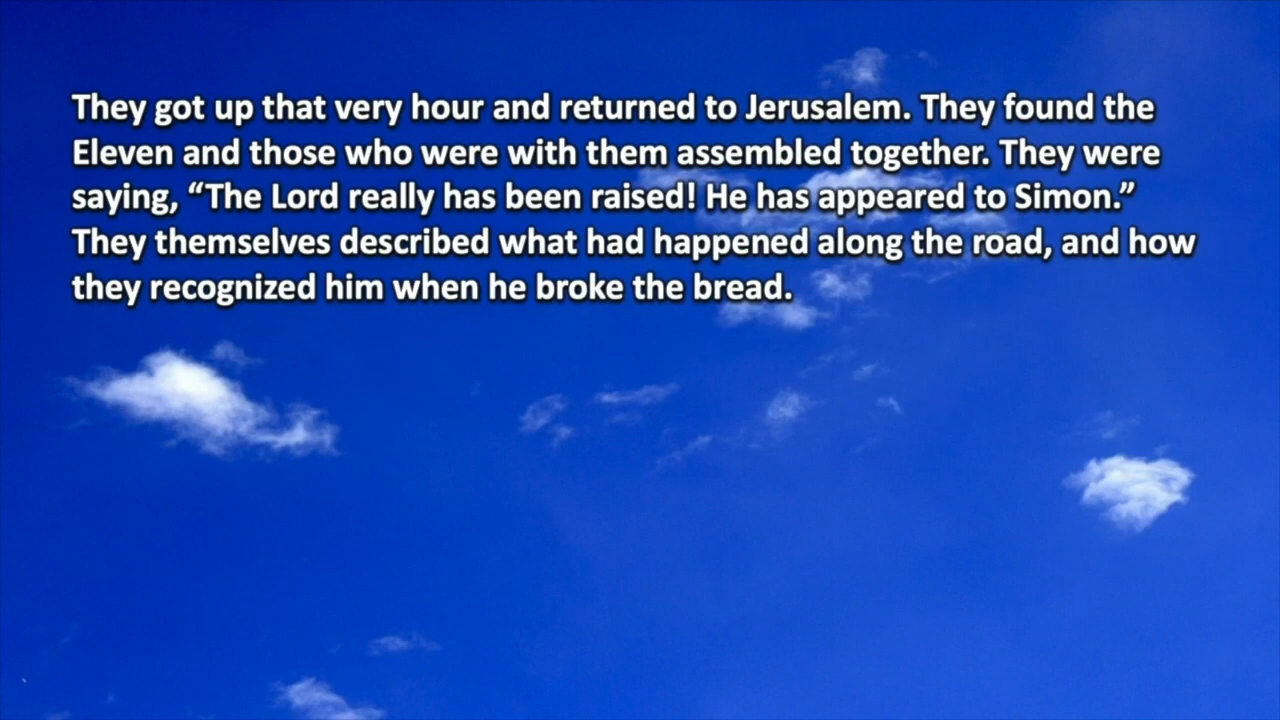 They got up that very hour and returned to Jerusalem. They found the
Eleven and those who were with them assembled together. They were
saying, “The Lord really has been raised! He has appeared to Simon.”
They themselves described what had happened along the road, and how
they recognized him when he broke the bread.